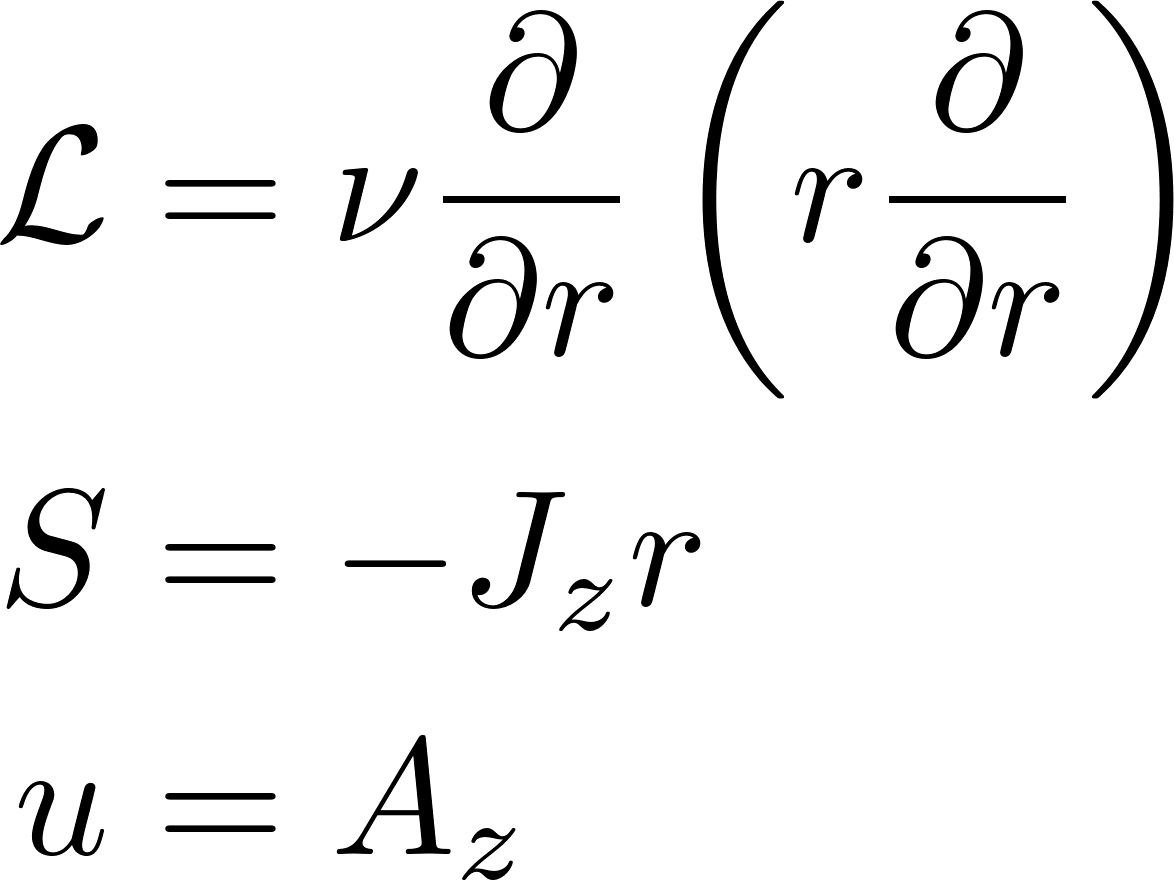 ℒ = ν ∂/∂r ( r ∂/∂r )
S = −J_z r
u = A_z